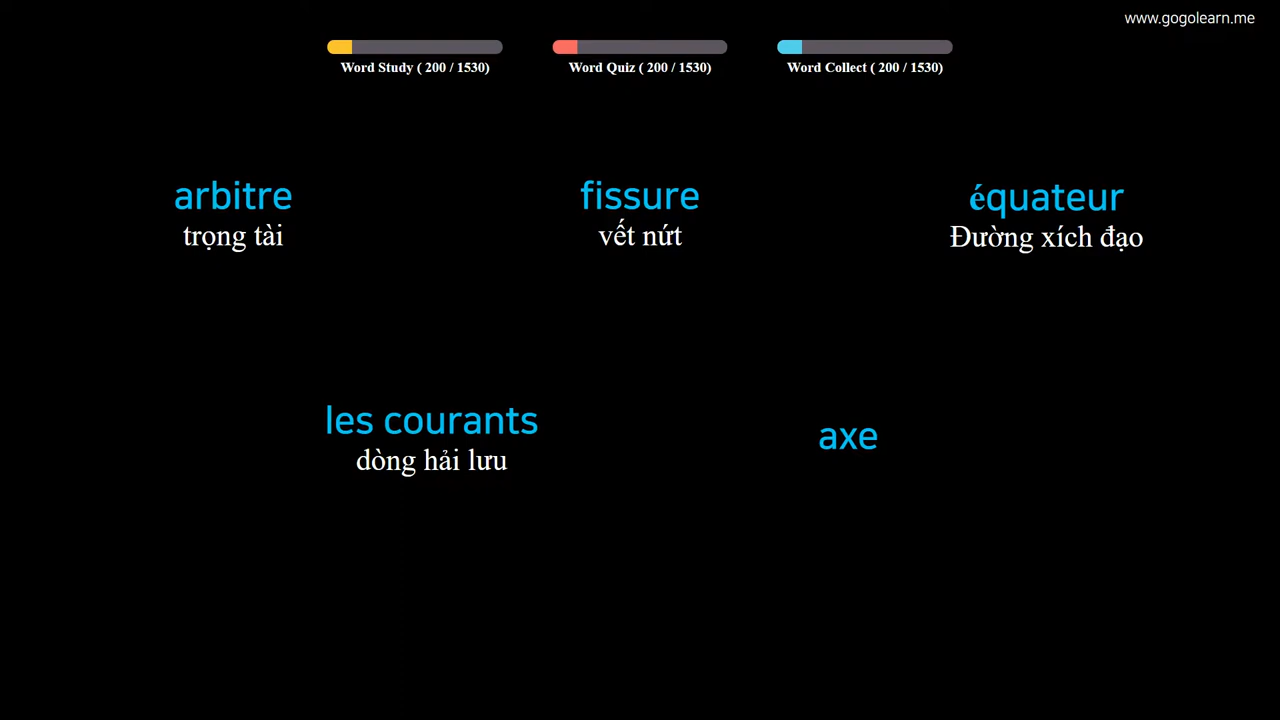 www.gogolearn.me
Word Study ( 200 / 1530)
Word Quiz ( 200 / 1530)
Word Collect ( 200 / 1530)
arbitre
trọng tài
fissure
vết nứt
équateur
Đường xích đạo
les courants
dòng hải lưu
axe